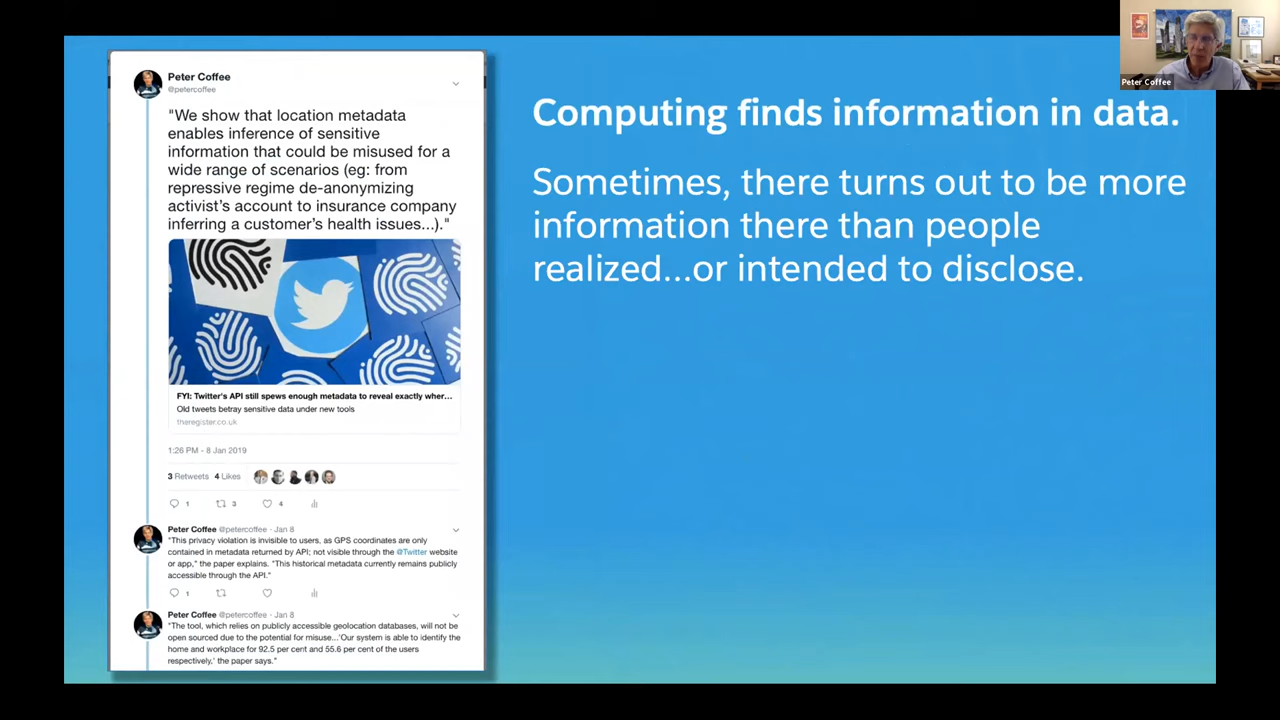 Peter Coffee
@petercoffee
"We show that location metadata
enables inference of sensitive
information that could be misused for a
wide range of scenarios (eg: from
repressive regime de-anonymizing
activist's account to insurance company
inferring a customer's health issues...)."
FYI: Twitter's API still spews enough metadata to reveal exactly wher...
Old tweets betray sensitive data under new tools
theregister.co.uk
1:26 PM - 8 Jan 2019
3 Retweets 4 Likes
1 3 4
Peter Coffee @petercoffee · Jan 8
"This privacy violation is invisible to users, as GPS coordinates are only
contained in metadata returned by API; not visible through the @Twitter website
or app," the paper explains. "This historical metadata currently remains publicly
accessible through the API."
1
Peter Coffee @petercoffee · Jan 8
"The tool, which relies on publicly accessible geolocation databases, will not be
open sourced due to the potential for misuse...'Our system is able to identify the
home and workplace for 92.5 per cent and 55.6 per cent of the users
respectively,' the paper says."
Computing finds information in data.
Sometimes, there turns out to be more
information there than people
realized...or intended to disclose.
Peter Coffee